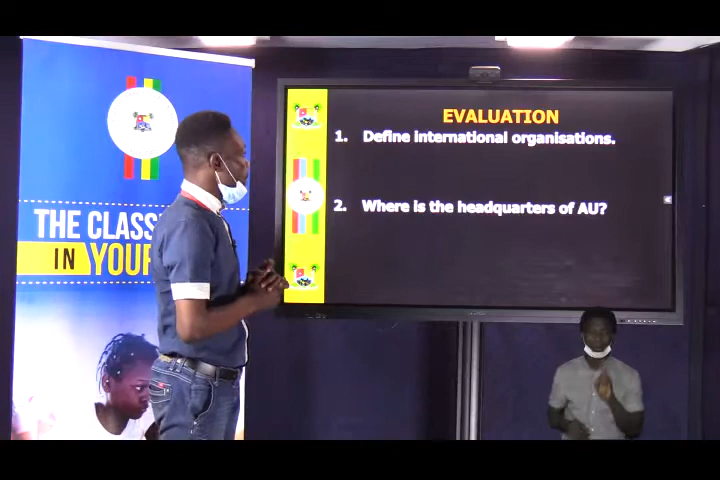 THE CLASS
IN YOUR
EVALUATION
1. Define international organisations.
2. Where is the headquarters of AU?